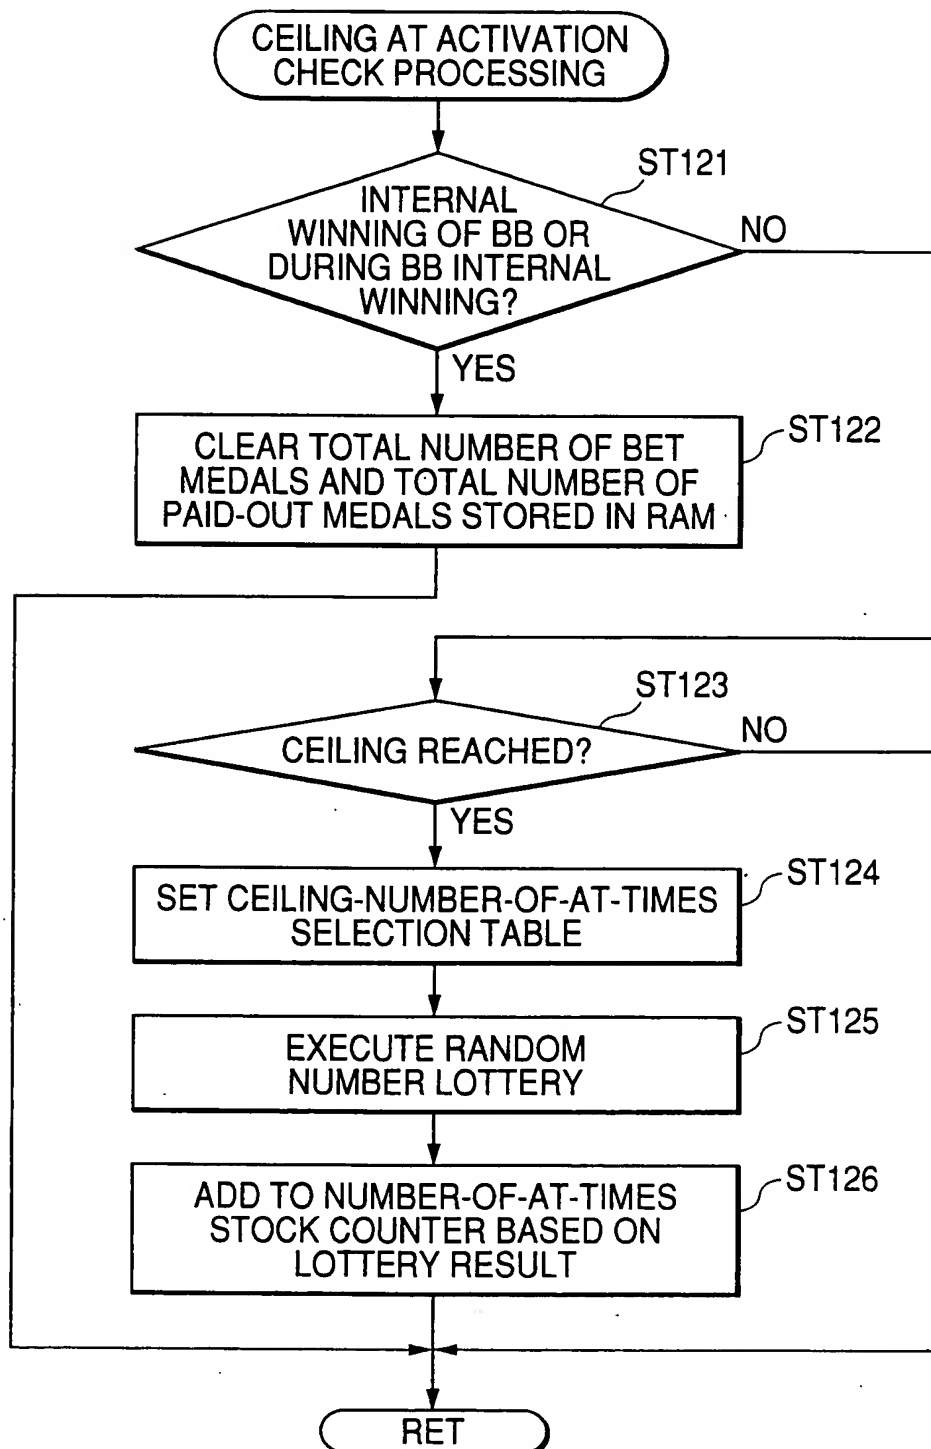 CEILING AT ACTIVATION
CHECK PROCESSING
ST121
INTERNAL
WINNING OF BB OR
DURING BB INTERNAL
WINNING?
NO
YES
ST122
CLEAR TOTAL NUMBER OF BET
MEDALS AND TOTAL NUMBER OF
PAID-OUT MEDALS STORED IN RAM
ST123
CEILING REACHED?
NO
YES
ST124
SET CEILING-NUMBER-OF-AT-TIMES
SELECTION TABLE
ST125
EXECUTE RANDOM
NUMBER LOTTERY
ST126
ADD TO NUMBER-OF-AT-TIMES
STOCK COUNTER BASED ON
LOTTERY RESULT
RET